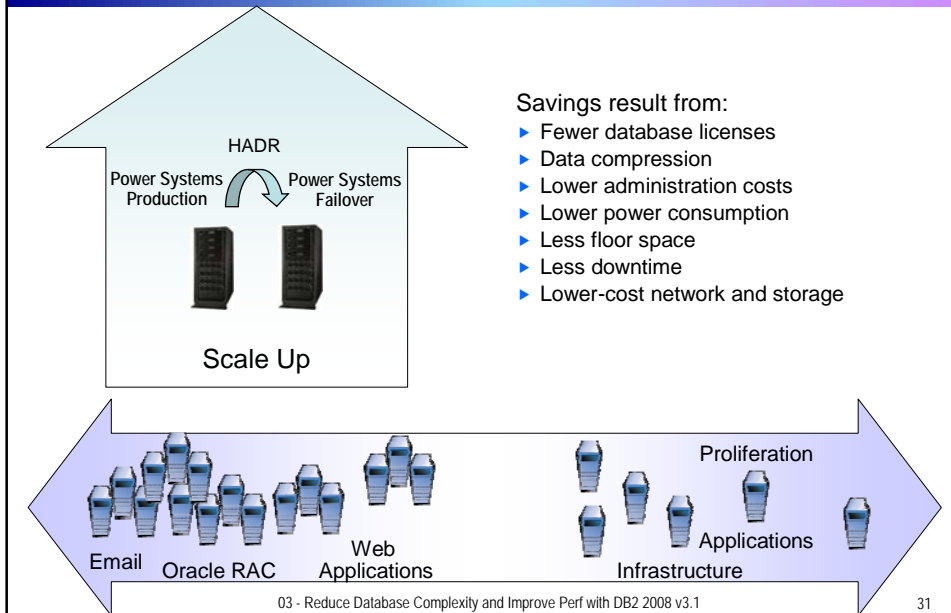 HADR
Power Systems
Production
Power Systems
Failover
Scale Up
Savings result from:
Fewer database licenses
Data compression
Lower administration costs
Lower power consumption
Less floor space
Less downtime
Lower-cost network and storage
Email
Oracle RAC
Web
Applications
Proliferation
Applications
Infrastructure
03 - Reduce Database Complexity and Improve Perf with DB2 2008 v3.1
31